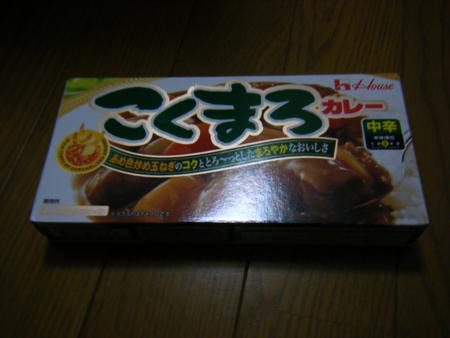 House
こくまろ
カレー
中辛
あめ色炒め玉ねぎのコクととろ〜っとしたまろやかなおいしさ